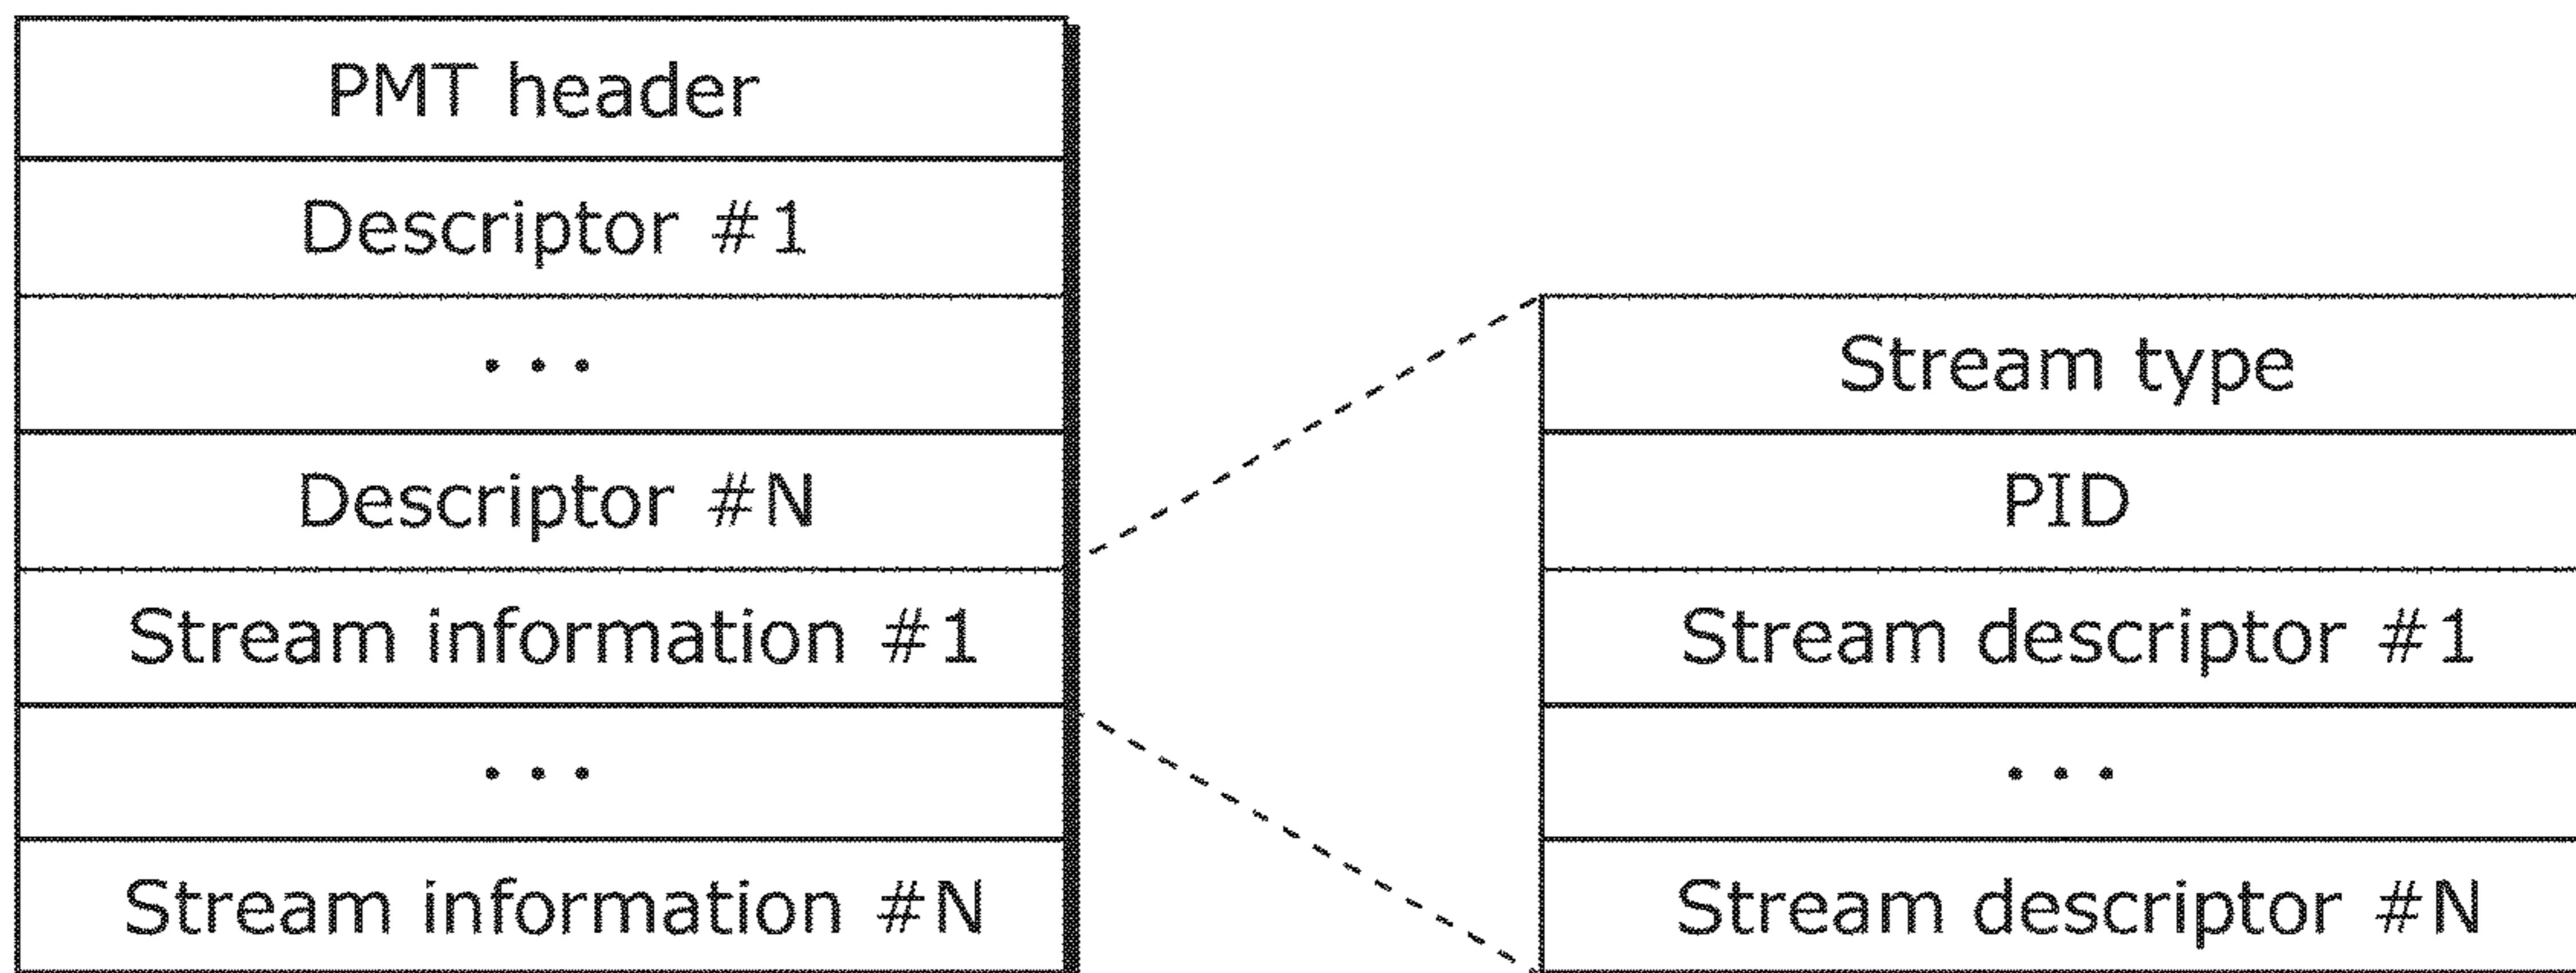 PMT header
Descriptor #1
...
Descriptor #N
Stream information #1
...
Stream information #N
Stream type
PID
Stream descriptor #1
...
Stream descriptor #N